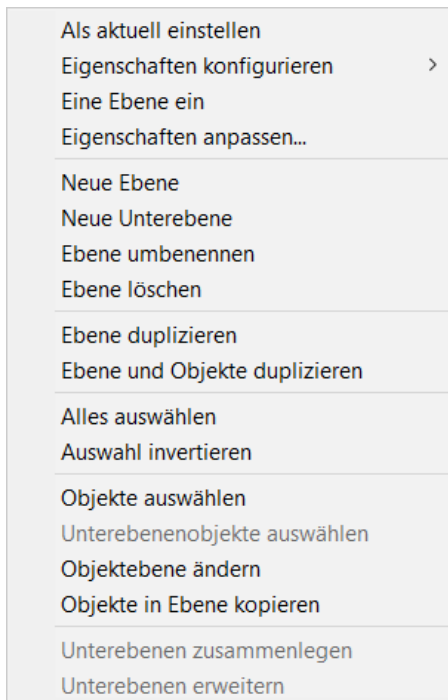 Als aktuell einstellen
Eigenschaften konfigurieren
Eine Ebene ein
Eigenschaften anpassen...
Neue Ebene
Neue Unterebene
Ebene umbenennen
Ebene löschen
Ebene duplizieren
Ebene und Objekte duplizieren
Alles auswählen
Auswahl invertieren
Objekte auswählen
Unterebenenobjekte auswählen
Objektebene ändern
Objekte in Ebene kopieren
Unterebenen zusammenlegen
Unterebenen erweitern